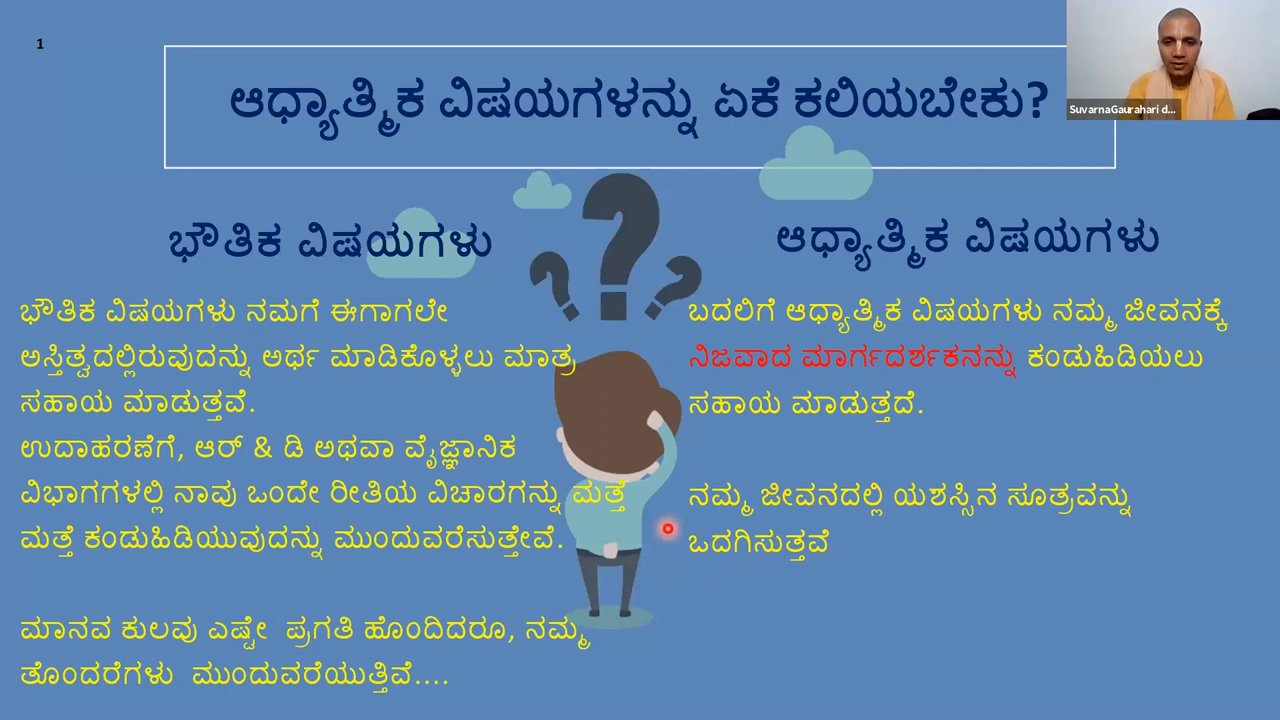 1
ಆಧ್ಯಾತ್ಮಿಕ ವಿಷಯಗಳನ್ನು ಏಕೆ ಕಲಿಯಬೇಕು?
SuvarnaGaurahari d...
ಭೌತಿಕ ವಿಷಯಗಳು
ಭೌತಿಕ ವಿಷಯಗಳು ನಮಗೆ ಈಗಾಗಲೇ
ಅಸ್ತಿತ್ವದಲ್ಲಿರುವುದನ್ನು ಅರ್ಥ ಮಾಡಿಕೊಳ್ಳಲು ಮಾತ್ರ
ಸಹಾಯ ಮಾಡುತ್ತವೆ.
ಉದಾಹರಣೆಗೆ, ಆರ್ & ಡಿ ಅಥವಾ ವೈಜ್ಞಾನಿಕ
ವಿಭಾಗಗಳಲ್ಲಿ ನಾವು ಒಂದೇ ರೀತಿಯ ವಿಚಾರಗನ್ನು ಮತ್ತೆ
ಮತ್ತೆ ಕಂಡುಹಿಡಿಯುವುದನ್ನು ಮುಂದುವರೆಸುತ್ತೇವೆ.
ಮಾನವ ಕುಲವು ಎಷ್ಟೇ ಪ್ರಗತಿ ಹೊಂದಿದರೂ, ನಮ್ಮ
ತೊಂದರೆಗಳು ಮುಂದುವರೆಯುತ್ತಿವೆ....
ಆಧ್ಯಾತ್ಮಿಕ ವಿಷಯಗಳು
ಬದಲಿಗೆ ಆಧ್ಯಾತ್ಮಿಕ ವಿಷಯಗಳು ನಮ್ಮ ಜೀವನಕ್ಕೆ
ನಿಜವಾದ ಮಾರ್ಗದರ್ಶಕನನ್ನು ಕಂಡುಹಿಡಿಯಲು
ಸಹಾಯ ಮಾಡುತ್ತದೆ.
ನಮ್ಮ ಜೀವನದಲ್ಲಿ ಯಶಸ್ಸಿನ ಸೂತ್ರವನ್ನು
ಒದಗಿಸುತ್ತವೆ